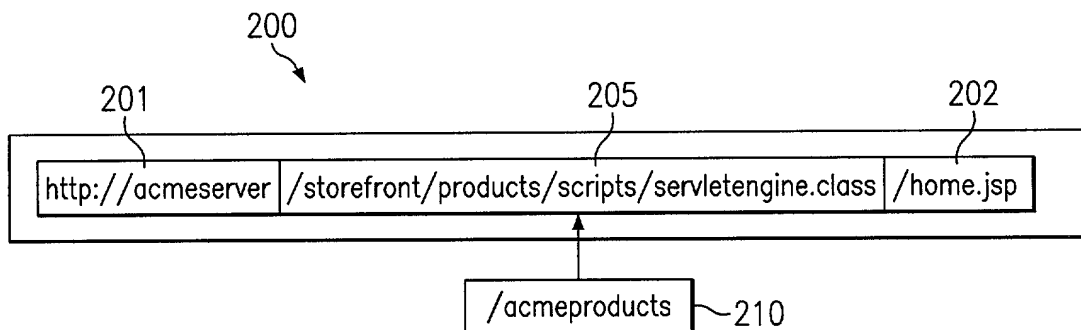 200
201
205
202
http://acmeserver /storefront/products/scripts/servletengine.class /home.jsp
/acmeproducts
210